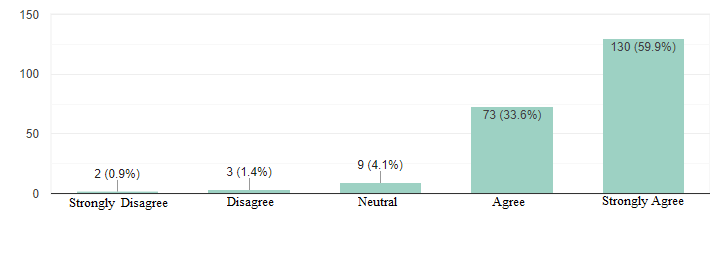 150
100
50
0
2 (0.9%)
3 (1.4%)
9 (4.1%)
73 (33.6%)
130 (59.9%)
Strongly Disagree
Disagree
Neutral
Agree
Strongly Agree